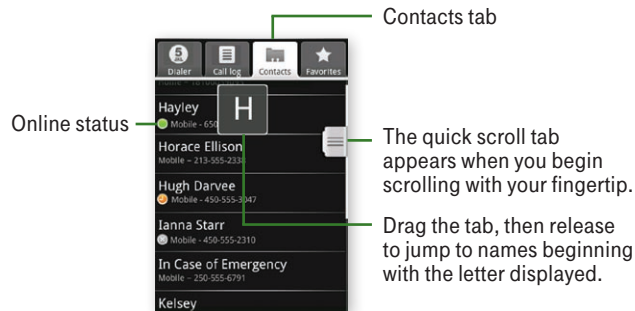 Contacts tab
5
Dialer
Call log
Contacts
Favorites
Hayley
Mobile - 650
H
Online status
Horace Ellison
Mobile – 213-555-233
Hugh Darvee
Mobile - 450-555-3047
Ianna Starr
Mobile - 450-555-2310
In Case of Emergency
Mobile – 250-555-6791
Kelsey
The quick scroll tab
appears when you begin
scrolling with your fingertip.
Drag the tab, then release
to jump to names beginning
with the letter displayed.